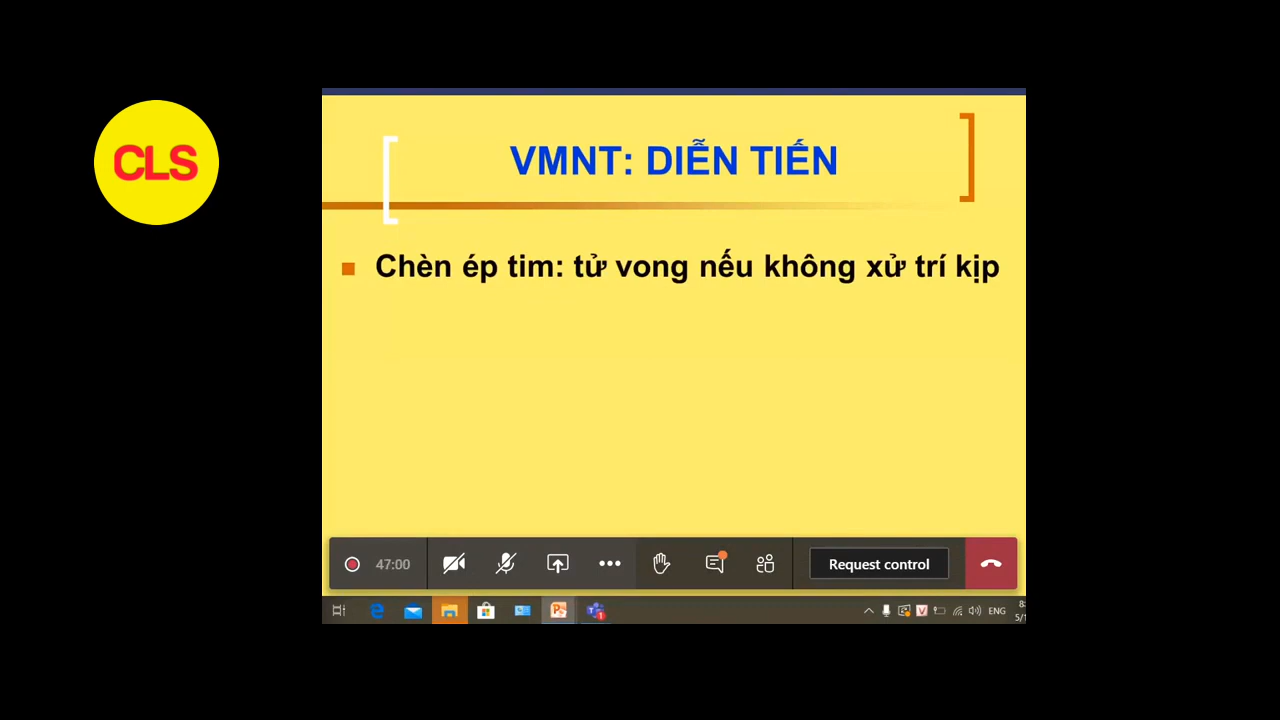 CLS
VMNT: DIỄN TIẾN
Chèn ép tim: tử vong nếu không xử trí kịp
47:00
Request control
ENG